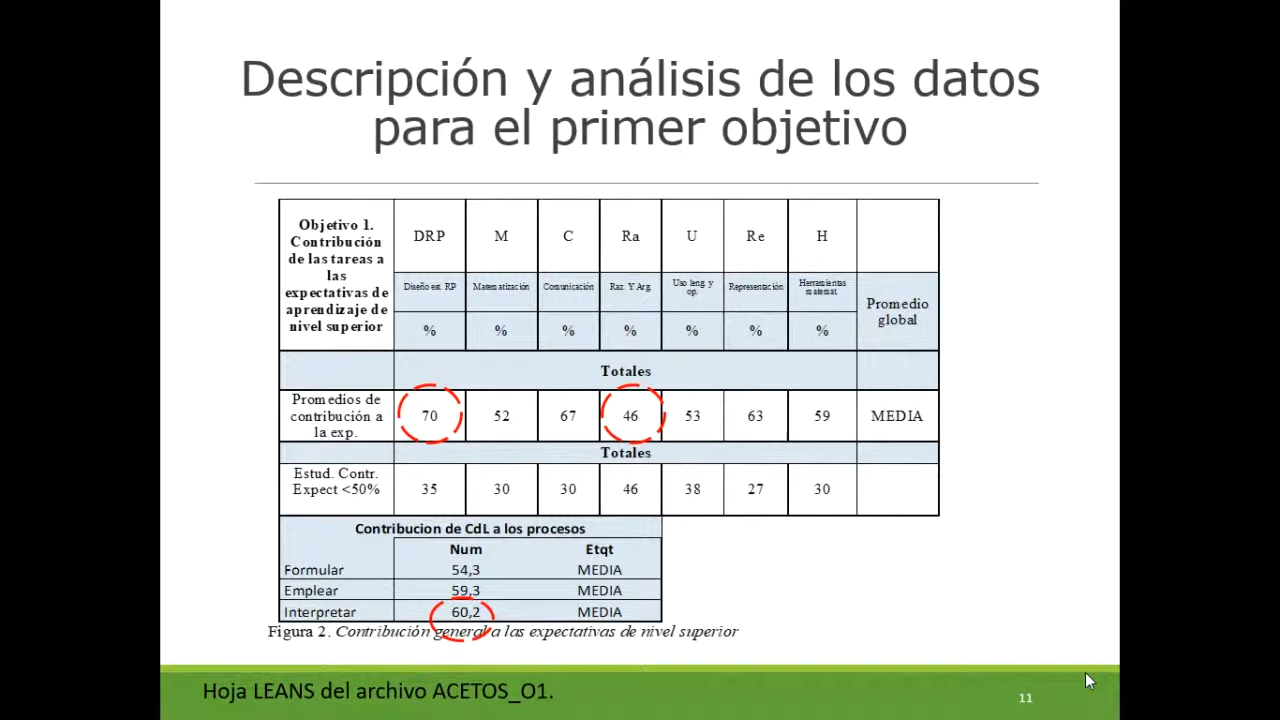 Descripción y análisis de los datos
para el primer objetivo
Objetivo 1.
Contribución
de las tareas a
las
expectativas de
aprendizaje de
nivel superior
DRP M C Ra U Re H
Diseño est. RP Matematización Comunicación Raz. Y Arg. Uso leng. y op. Representación Herramientas matemat.
Promedio
global
% % % % % % %
Totales
Promedios de
contribución a
la exp.
70 52 67 46 53 63 59 MEDIA
Totales
Estud. Contr.
Expect <50%
35 30 30 46 38 27 30
Contribucion de CdL a los procesos
Num Etqt
Formular 54,3 MEDIA
Emplear 59,3 MEDIA
Interpretar 60,2 MEDIA
Figura 2. Contribución general a las expectativas de nivel superior
Hoja LEANS del archivo ACETOS_O1.
11